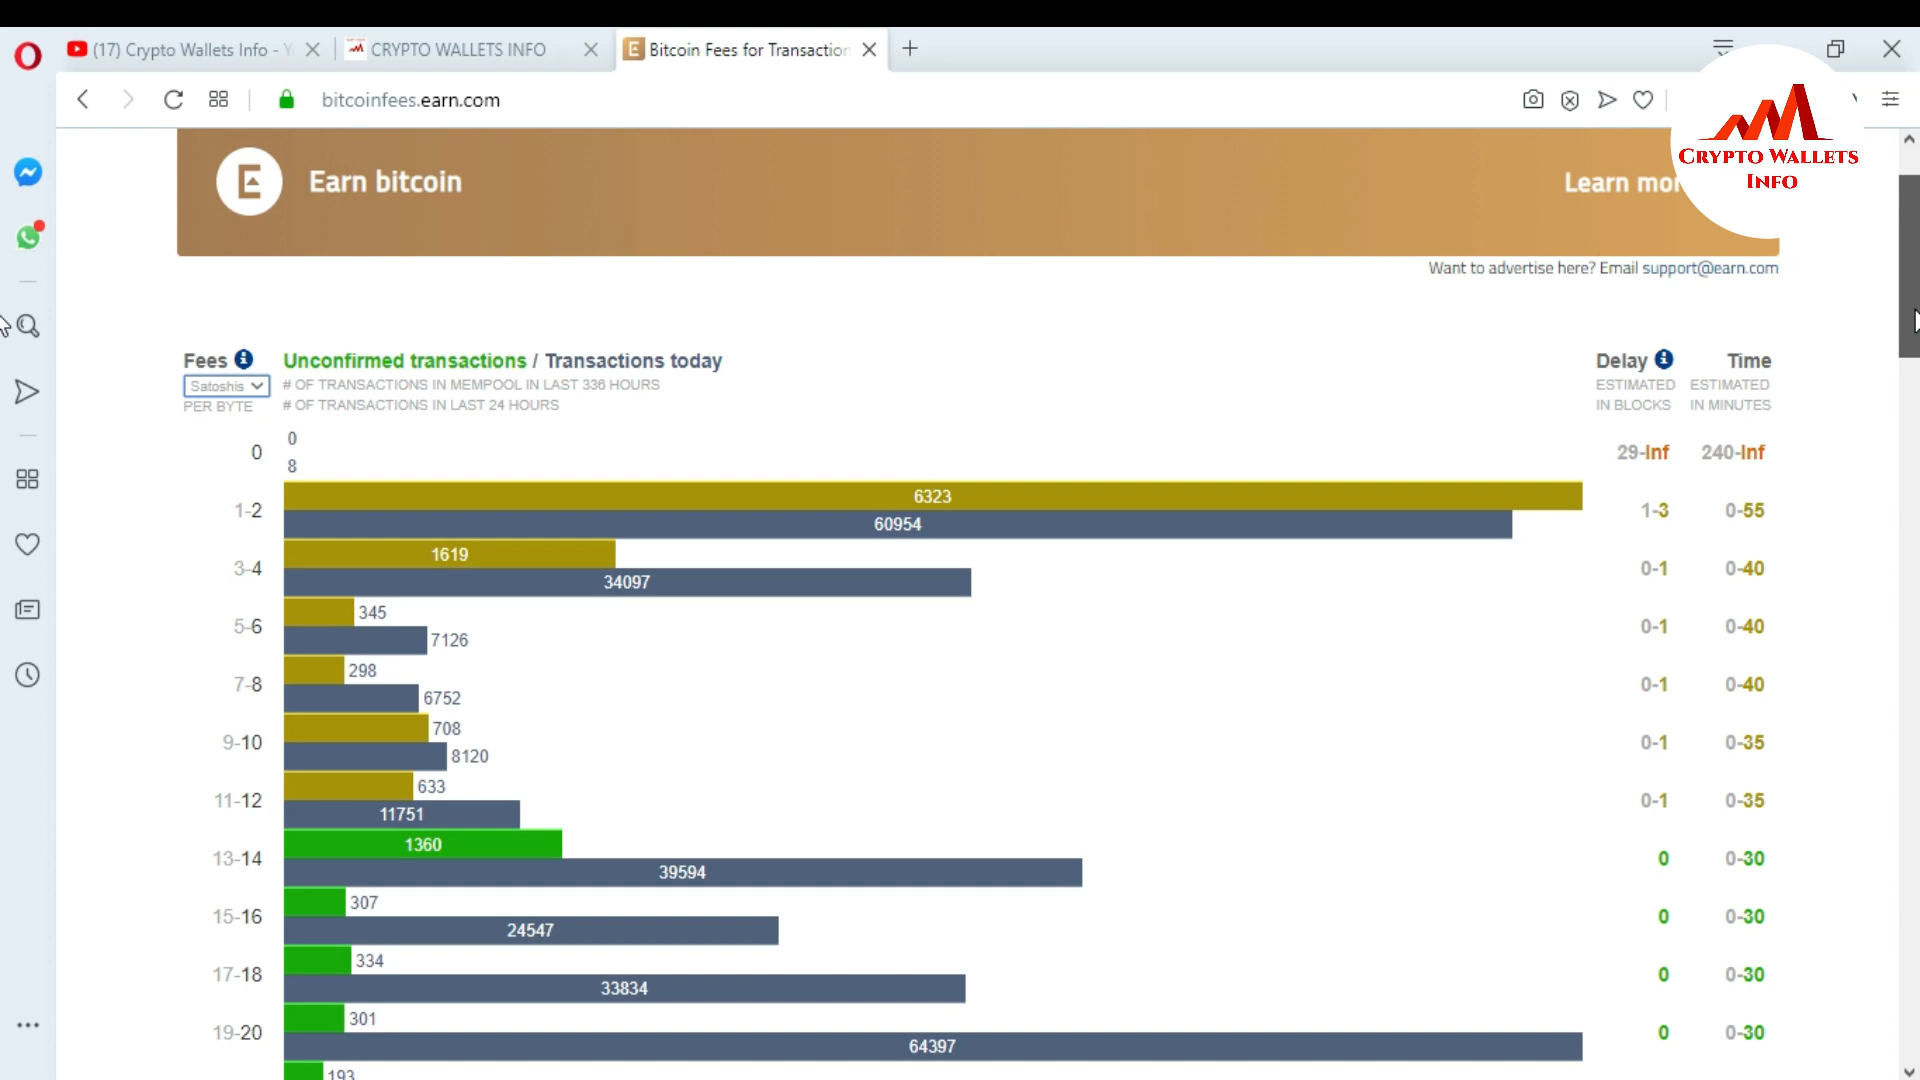 (17) Crypto Wallets Info - Y
CRYPTO WALLETS INFO
Bitcoin Fees for Transaction
bitcoinfees.earn.com
CRYPTO WALLETS
INFO
Earn bitcoin
Learn mor
Want to advertise here? Email support@earn.com
Fees
Satoshis
PER BYTE
Unconfirmed transactions / Transactions today
# OF TRANSACTIONS IN MEMPOOL IN LAST 336 HOURS
# OF TRANSACTIONS IN LAST 24 HOURS
Delay
ESTIMATED
IN BLOCKS
Time
ESTIMATED
IN MINUTES
0
0
8
29-Inf 240-Inf
1-2
6323
60954
1-3 0-55
3-4
1619
34097
0-1 0-40
5-6
345
7126
0-1 0-40
7-8
298
6752
0-1 0-40
9-10
708
8120
0-1 0-35
11-12
633
11751
0-1 0-35
13-14
1360
39594
0 0-30
15-16
307
24547
0 0-30
17-18
334
33834
0 0-30
19-20
301
64397
0 0-30
193